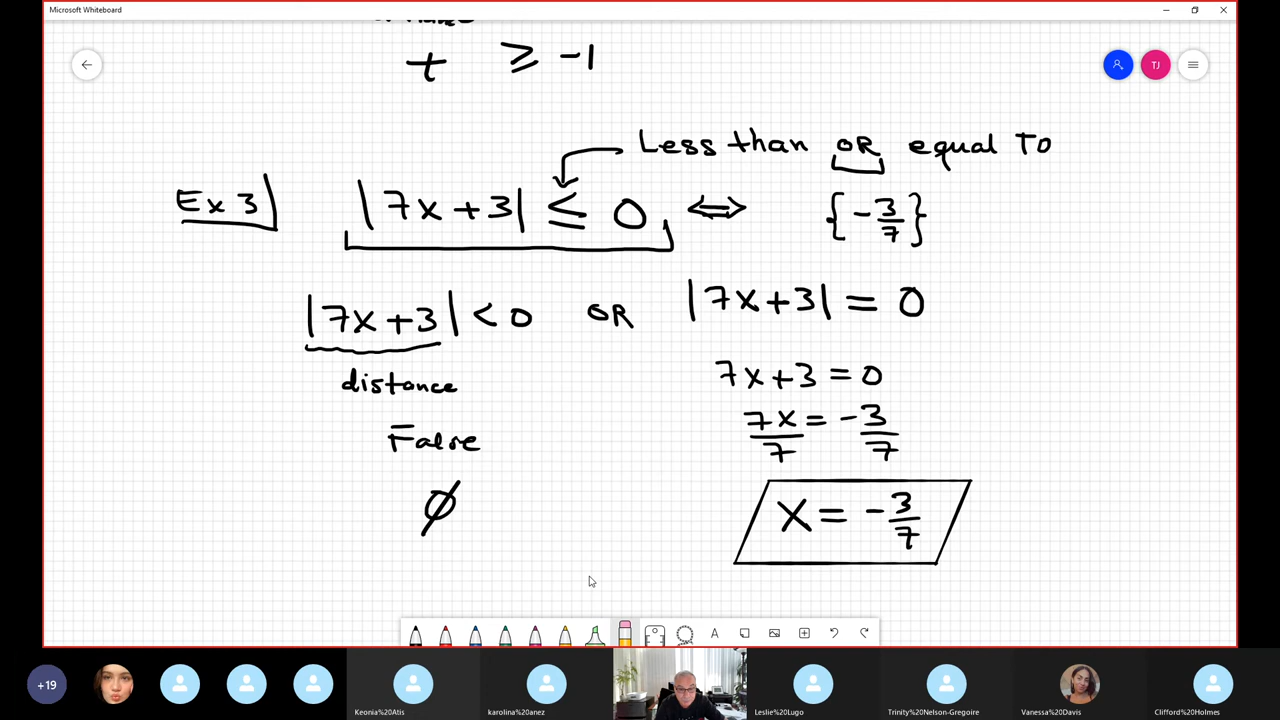 Microsoft Whiteboard
t ≥ -1
Less than OR equal To
Ex 3
|7x+3| ≤ 0 ⇔ {-3/7}
|7x+3| < 0 OR |7x+3| = 0
distance
7x+3=0
False
7x/7 = -3/7
∅
x = -3/7
TJ
A
+19
Keonia%20Atis
karolina%20anez
Leslie%20Lugo
Trinity%20Nelson-Gregoire
Vanessa%20Davis
Clifford%20Holmes